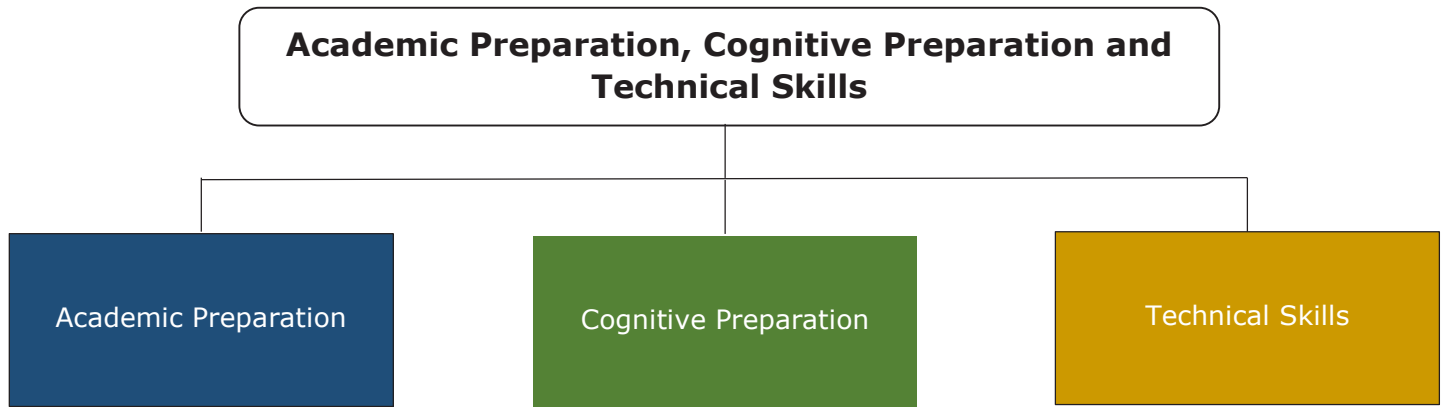 Academic Preparation, Cognitive Preparation and
Technical Skills
Academic Preparation
Cognitive Preparation
Technical Skills